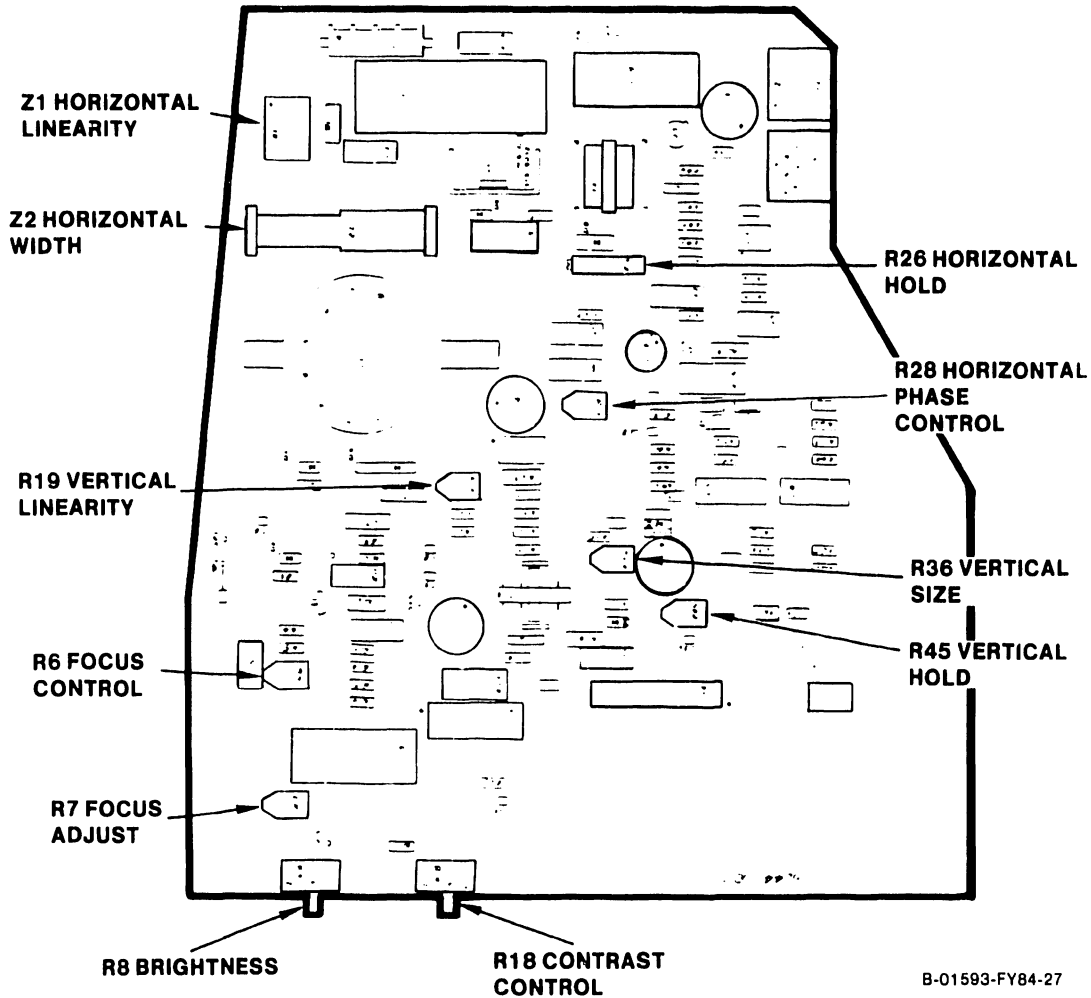 Z1 HORIZONTAL
LINEARITY
Z2 HORIZONTAL
WIDTH
R26 HORIZONTAL
HOLD
R28 HORIZONTAL
PHASE
CONTROL
R19 VERTICAL
LINEARITY
R36 VERTICAL
SIZE
R45 VERTICAL
HOLD
R6 FOCUS
CONTROL
R7 FOCUS
ADJUST
R8 BRIGHTNESS
R18 CONTRAST
CONTROL
B-01593-FY84-27